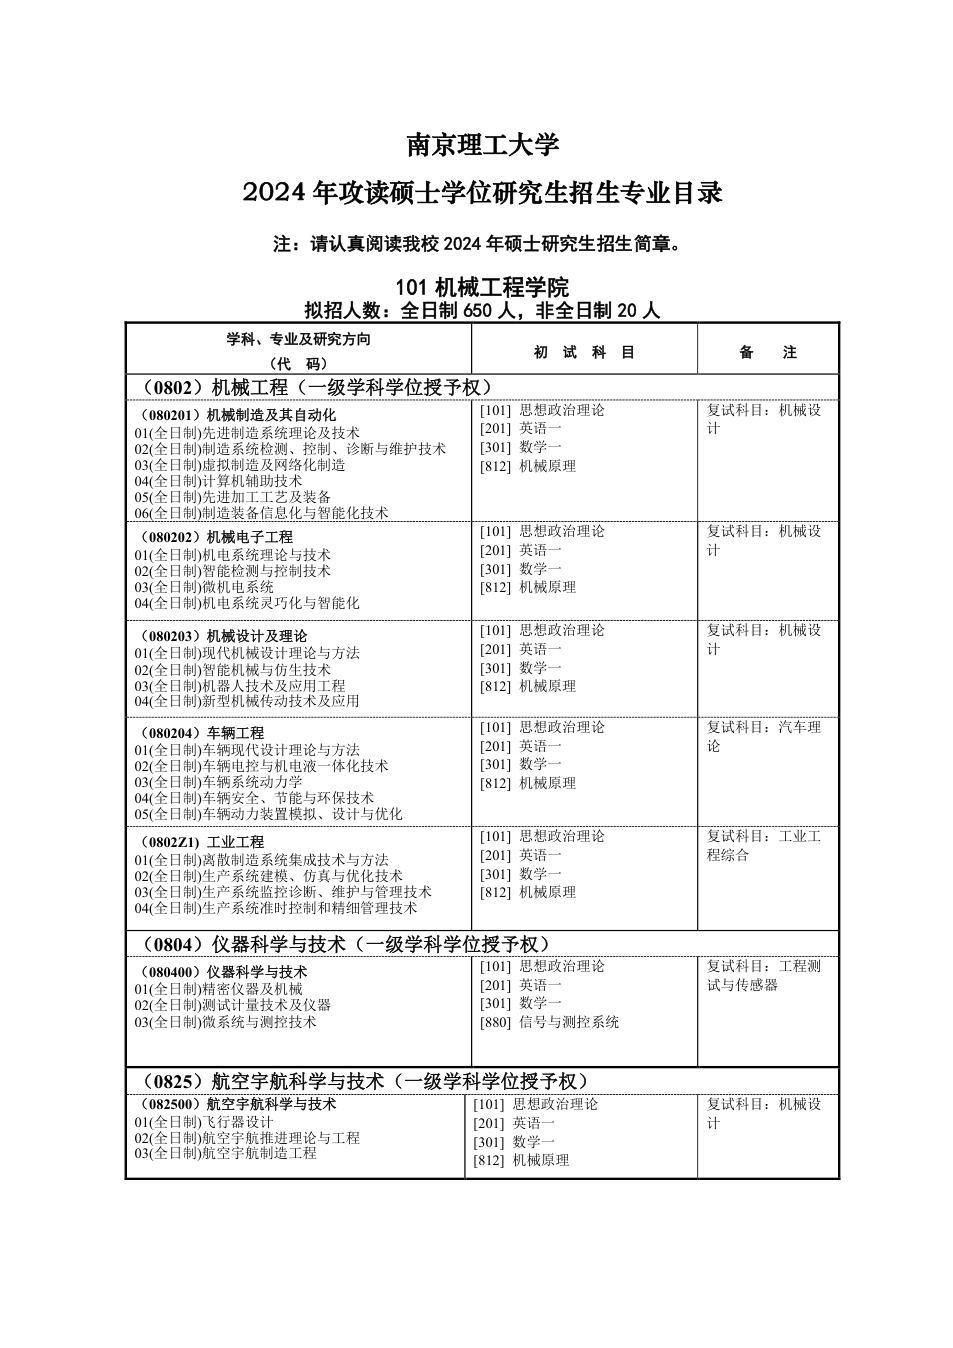 南京理工大学
2024 年攻读硕士学位研究生招生专业目录
注：请认真阅读我校 2024 年硕士研究生招生简章。
101 机械工程学院
拟招人数：全日制 650 人，非全日制 20 人
学科、专业及研究方向
（代　码）
初　试　科　目
备　　注
（0802）机械工程（一级学科学位授予权）
（080201）机械制造及其自动化
01(全日制)先进制造系统理论及技术
02(全日制)制造系统检测、控制、诊断与维护技术
03(全日制)虚拟制造及网络化制造
04(全日制)计算机辅助技术
05(全日制)先进加工工艺及装备
06(全日制)制造装备信息化与智能化技术
[101] 思想政治理论
[201] 英语一
[301] 数学一
[812] 机械原理
复试科目：机械设
计
（080202）机械电子工程
01(全日制)机电系统理论与技术
02(全日制)智能检测与控制技术
03(全日制)微机电系统
04(全日制)机电系统灵巧化与智能化
[101] 思想政治理论
[201] 英语一
[301] 数学一
[812] 机械原理
复试科目：机械设
计
（080203）机械设计及理论
01(全日制)现代机械设计理论与方法
02(全日制)智能机械与仿生技术
03(全日制)机器人技术及应用工程
04(全日制)新型机械传动技术及应用
[101] 思想政治理论
[201] 英语一
[301] 数学一
[812] 机械原理
复试科目：机械设
计
（080204）车辆工程
01(全日制)车辆现代设计理论与方法
02(全日制)车辆电控与机电液一体化技术
03(全日制)车辆系统动力学
04(全日制)车辆安全、节能与环保技术
05(全日制)车辆动力装置模拟、设计与优化
[101] 思想政治理论
[201] 英语一
[301] 数学一
[812] 机械原理
复试科目：汽车理
论
（0802Z1) 工业工程
01(全日制)离散制造系统集成技术与方法
02(全日制)生产系统建模、仿真与优化技术
03(全日制)生产系统监控诊断、维护与管理技术
04(全日制)生产系统准时控制和精细管理技术
[101] 思想政治理论
[201] 英语一
[301] 数学一
[812] 机械原理
复试科目：工业工
程综合
（0804）仪器科学与技术（一级学科学位授予权）
（080400）仪器科学与技术
01(全日制)精密仪器及机械
02(全日制)测试计量技术及仪器
03(全日制)微系统与测控技术
[101] 思想政治理论
[201] 英语一
[301] 数学一
[880] 信号与测控系统
复试科目：工程测
试与传感器
（0825）航空宇航科学与技术（一级学科学位授予权）
（082500）航空宇航科学与技术
01(全日制)飞行器设计
02(全日制)航空宇航推进理论与工程
03(全日制)航空宇航制造工程
[101] 思想政治理论
[201] 英语一
[301] 数学一
[812] 机械原理
复试科目：机械设
计